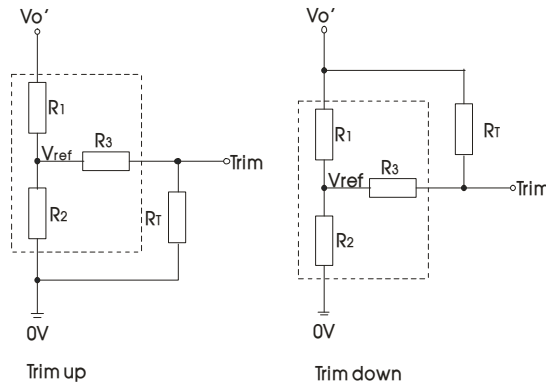 Vo'
R1
Vref
R3
Trim
R2
RT
0V
Trim up
Vo'
R1
RT
Vref
R3
Trim
R2
0V
Trim down